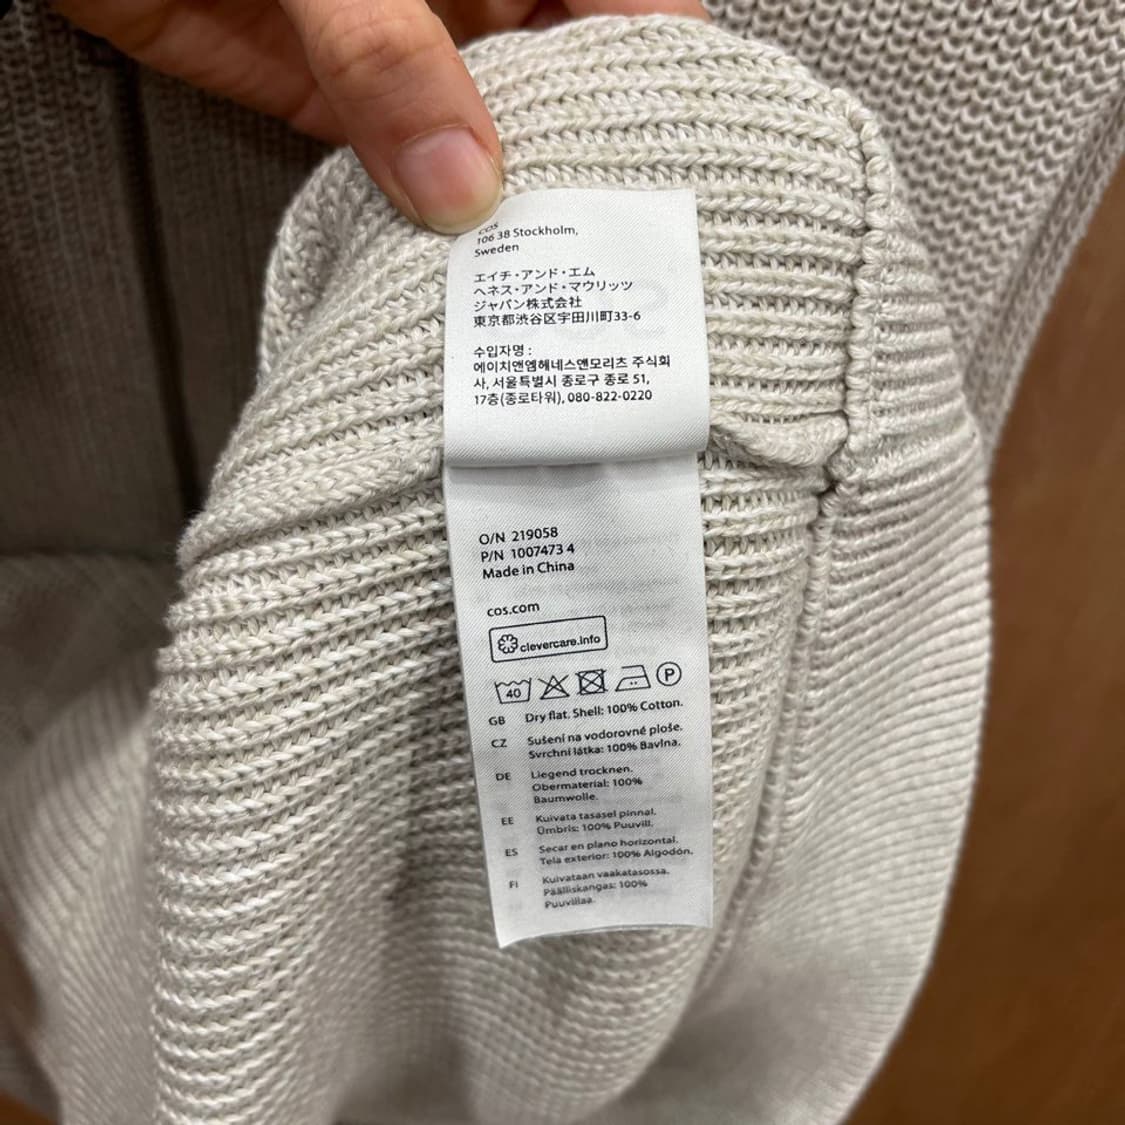 COS
106 38 Stockholm,
Sweden
エイチ・アンド・エム
ヘネス・アンド・マウリッツ
ジャパン株式会社
東京都渋谷区宇田川町33-6
수입자명 :
에이치앤엠헤네스앤모리츠 주식회
사, 서울특별시 종로구 종로 51,
17층(종로타워), 080-822-0220
O/N 219058
P/N 1007473 4
Made in China
cos.com
clevercare.info
40 P
GB Dry flat. Shell: 100% Cotton.
CZ Sušení na vodorovné ploše.
Svrchní látka: 100% Bavlna.
DE Liegend trocknen.
Obermaterial: 100%
Baumwolle.
EE Kuivata tasasel pinnal.
Ümbris: 100% Puuvill.
ES Secar en plano horizontal.
Tela exterior: 100% Algodón.
FI Kuivataan vaakatasossa.
Päälliskangas: 100%
Puuvillaa.